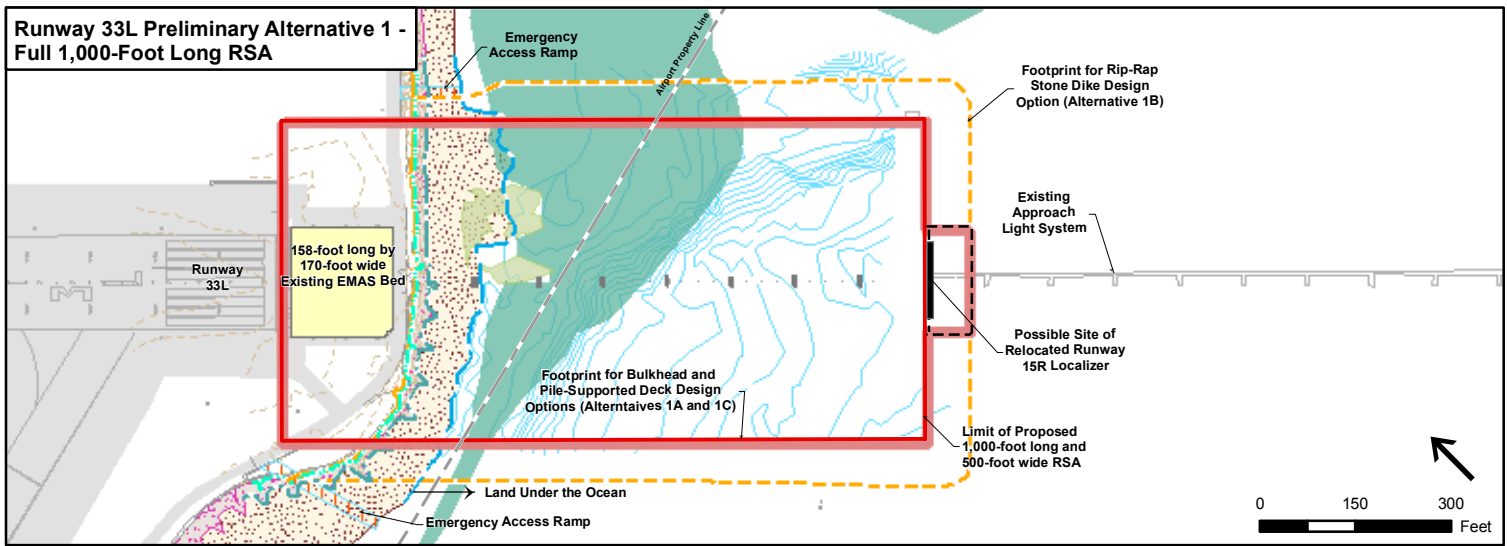 Runway 33L Preliminary Alternative 1 -
Full 1,000-Foot Long RSA
Emergency
Access Ramp
Airport Property Line
Footprint for Rip-Rap
Stone Dike Design
Option (Alternative 1B)
Existing
Approach
Light System
Runway
33L
158-foot long by
170-foot wide
Existing EMAS Bed
Possible Site of
Relocated Runway
15R Localizer
Footprint for Bulkhead and
Pile-Supported Deck Design
Options (Alterntaives 1A and 1C)
Limit of Proposed
1,000-foot long and
500-foot wide RSA
Land Under the Ocean
Emergency Access Ramp
0 150 300
Feet